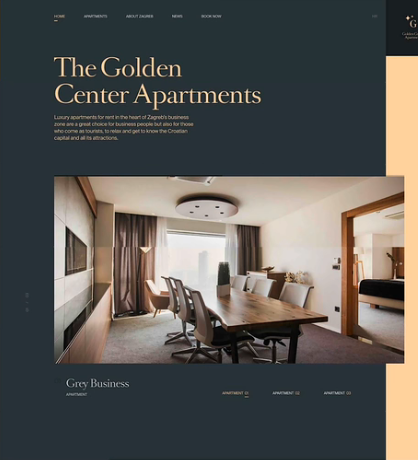 HOME APARTMENTS ABOUT ZAGREB NEWS BOOK NOW
The Golden
Center Apartments
Luxury apartments for rent in the heart of Zagreb's business
zone are a great choice for business people but also for those
who come as tourists, to relax and get to know the Croatian
capital and all its attractions.
Grey Business
APARTMENT
APARTMENT 01 APARTMENT 02 APARTMENT 03